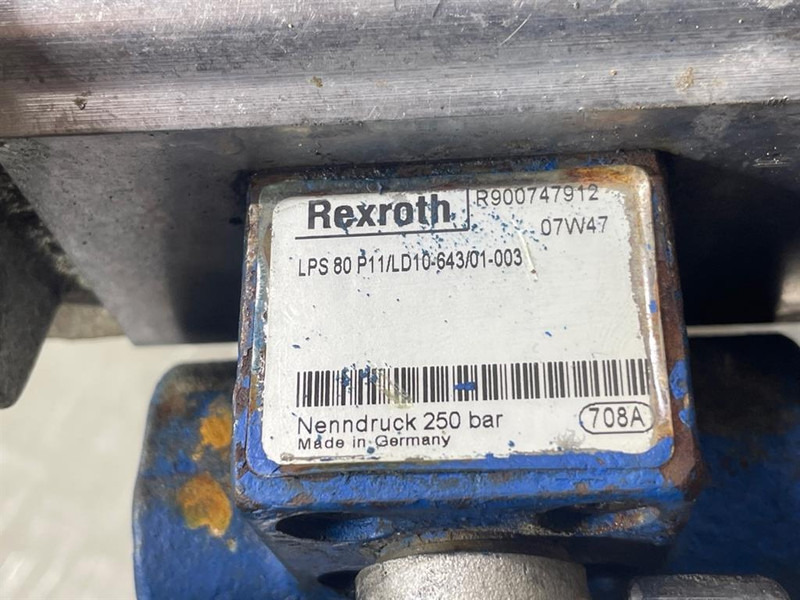 Rexroth R900747912
07W47
LPS 80 P11/LD10-643/01-003
Nenndruck 250 bar
Made in Germany 708A